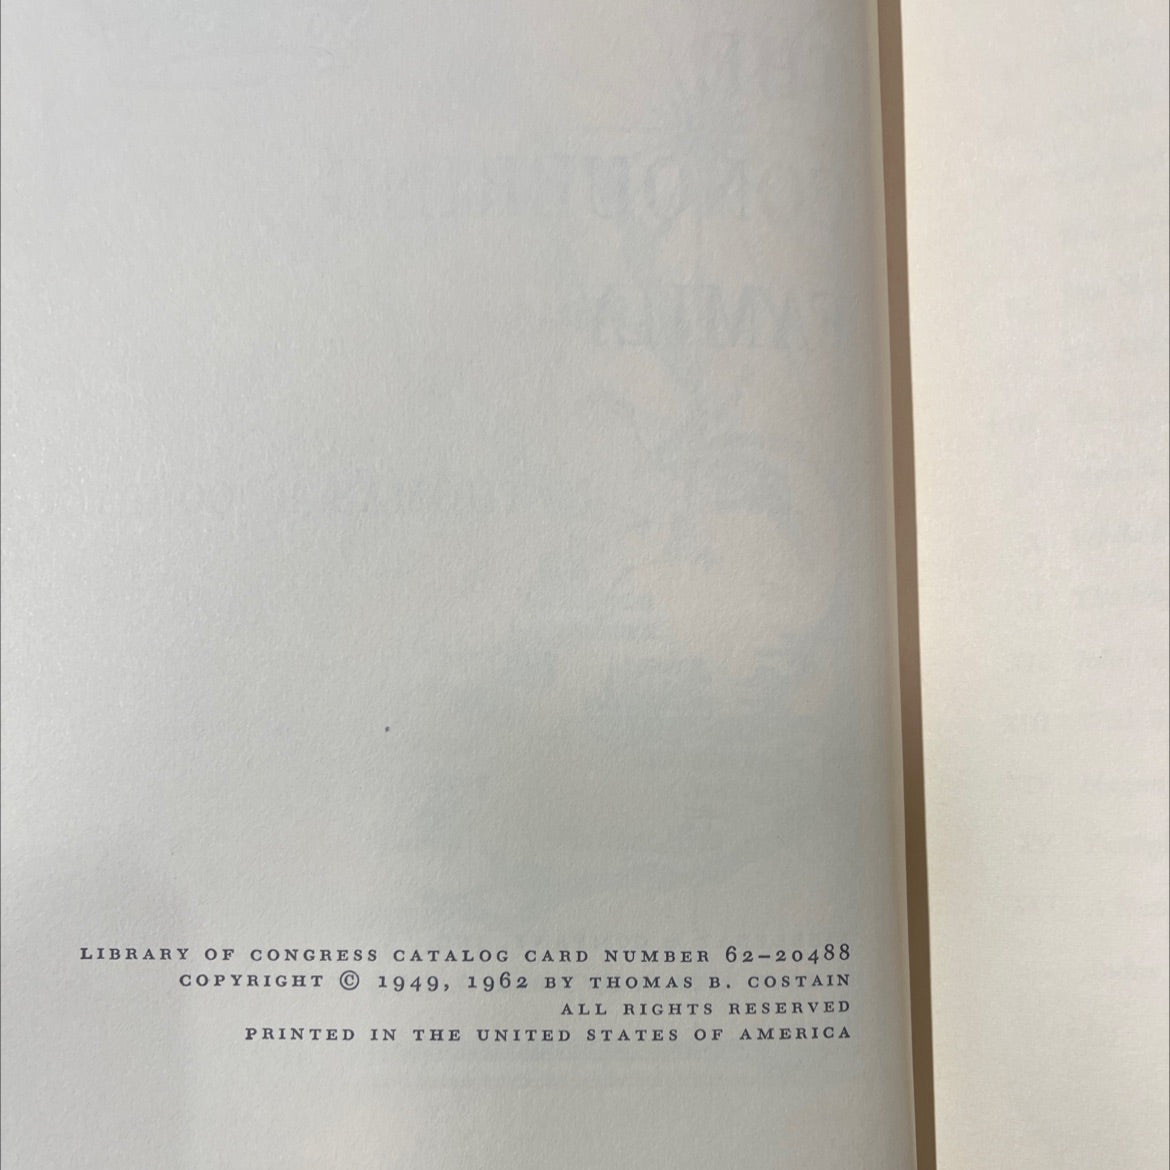 LIBRARY OF CONGRESS CATALOG CARD NUMBER 62–20488
COPYRIGHT © 1949, 1962 BY THOMAS B. COSTAIN
ALL RIGHTS RESERVED
PRINTED IN THE UNITED STATES OF AMERICA